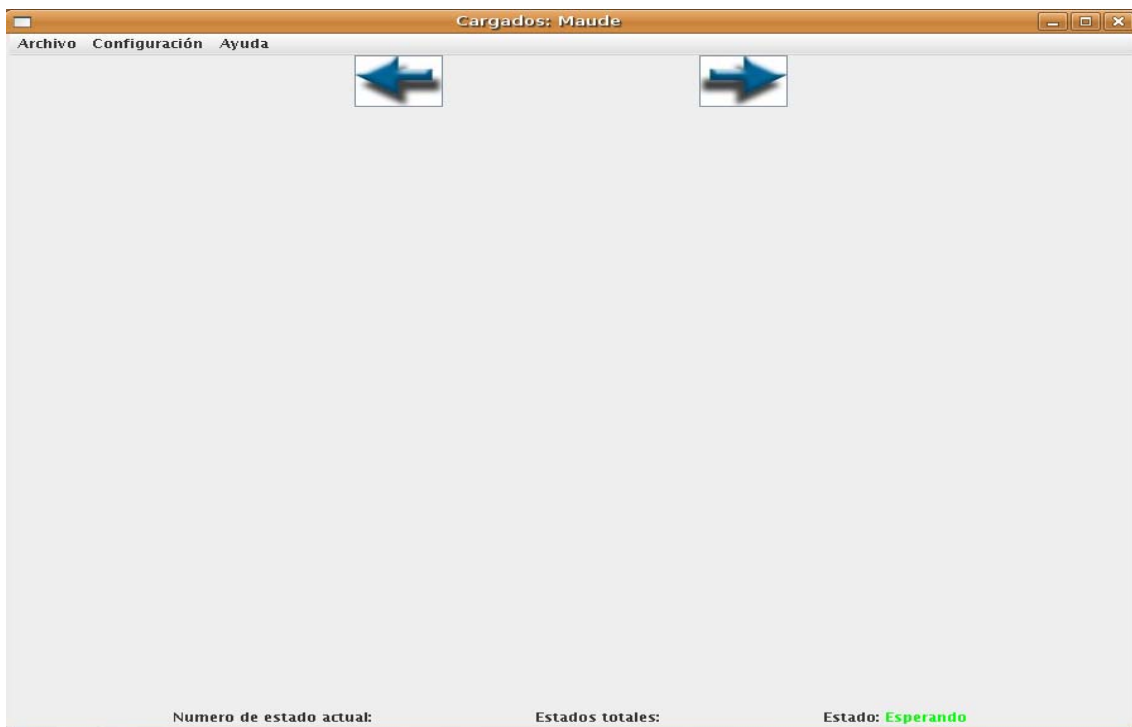 Cargados: Maude
Archivo Configuración Ayuda
Numero de estado actual: Estados totales: Estado: Esperando